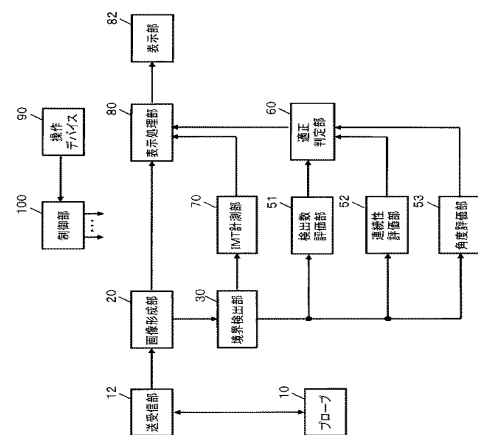 10
プローブ
12
送受信部
20
画像形成部
30
境界検出部
100
制御部
90
操作
デバイス
80
表示処理部
82
表示部
70
IMT計測部
60
適正
判定部
51
検出数
評価部
52
連続性
評価部
53
角度評価部